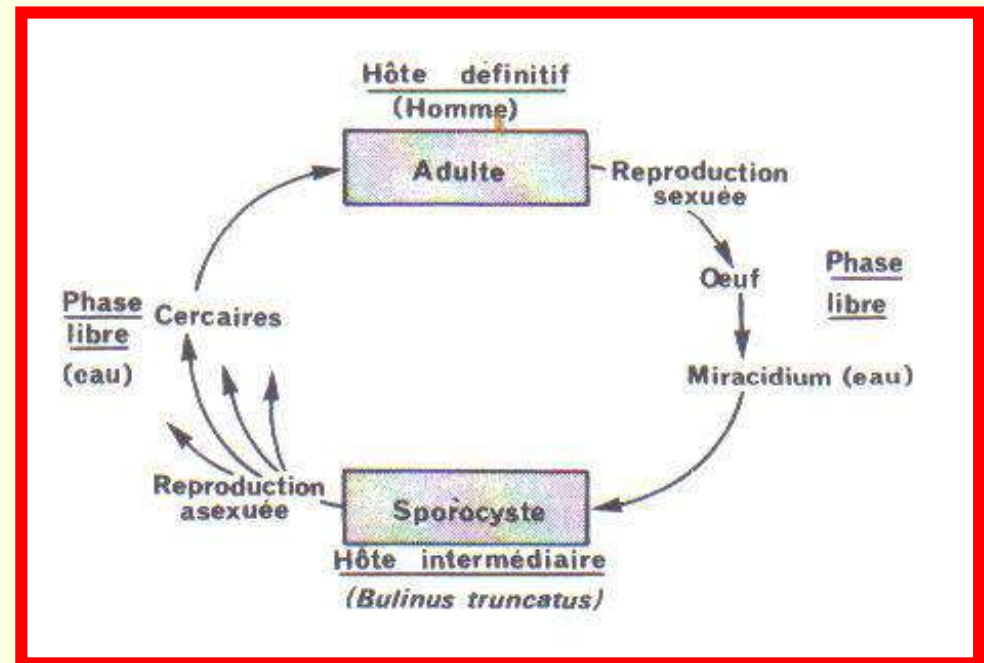 Hôte définitif
(Homme)
Adulte
Reproduction
sexuée
Œuf
Phase
libre
Miracidium (eau)
Phase
libre
(eau)
Cercaires
Reproduction
asexuée
Sporocyste
Hôte intermédiaire
(Bulinus truncatus)